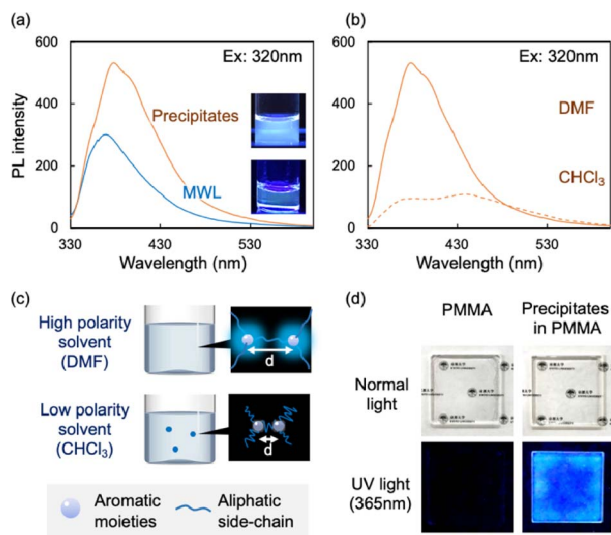 (a)
600
Ex: 320nm
400
Precipitates
200
MWL
0
330
430
530
PL intensity
Wavelength (nm)
(b)
600
Ex: 320nm
400
DMF
200
CHCl₃
0
330
430
530
Wavelength (nm)
(c)
High polarity
solvent
(DMF)
d
Low polarity
solvent
(CHCl₃)
d
Aromatic
moieties
Aliphatic
side-chain
(d)
PMMA
Precipitates
in PMMA
Normal
light
UV light
(365nm)